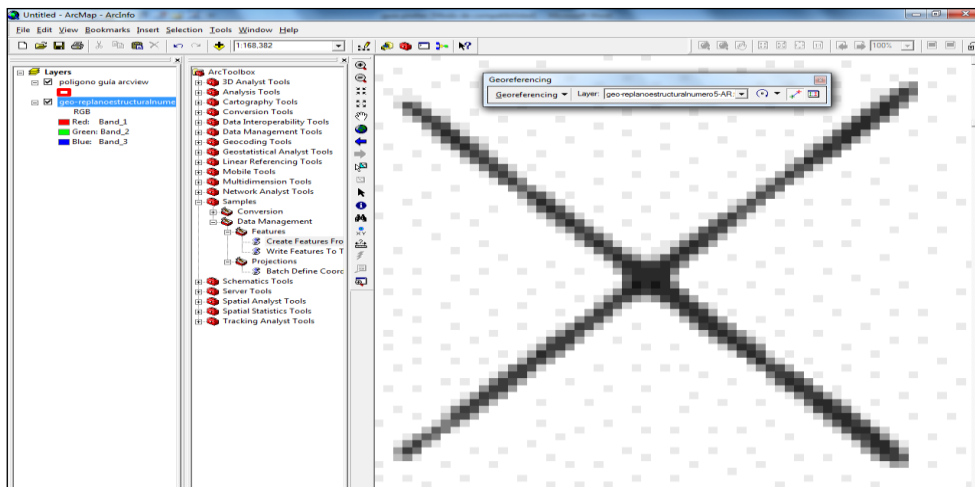 Untitled - ArcMap - ArcInfo
File Edit View Bookmarks Insert Selection Tools Window Help
1:168,382
100%
Layers
poligono guía arcview
geo-replanoestructuralnume
RGB
Red: Band_1
Green: Band_2
Blue: Band_3
ArcToolbox
3D Analyst Tools
Analysis Tools
Cartography Tools
Conversion Tools
Data Interoperability Tools
Data Management Tools
Geocoding Tools
Geostatistical Analyst Tools
Linear Referencing Tools
Mobile Tools
Multidimension Tools
Network Analyst Tools
Samples
Conversion
Data Management
Features
Create Features Fro
Write Features To T
Projections
Batch Define Coorc
Schematics Tools
Server Tools
Spatial Analyst Tools
Spatial Statistics Tools
Tracking Analyst Tools
Georeferencing
Georeferencing Layer: geo-replanoestructuralnumero5-AR